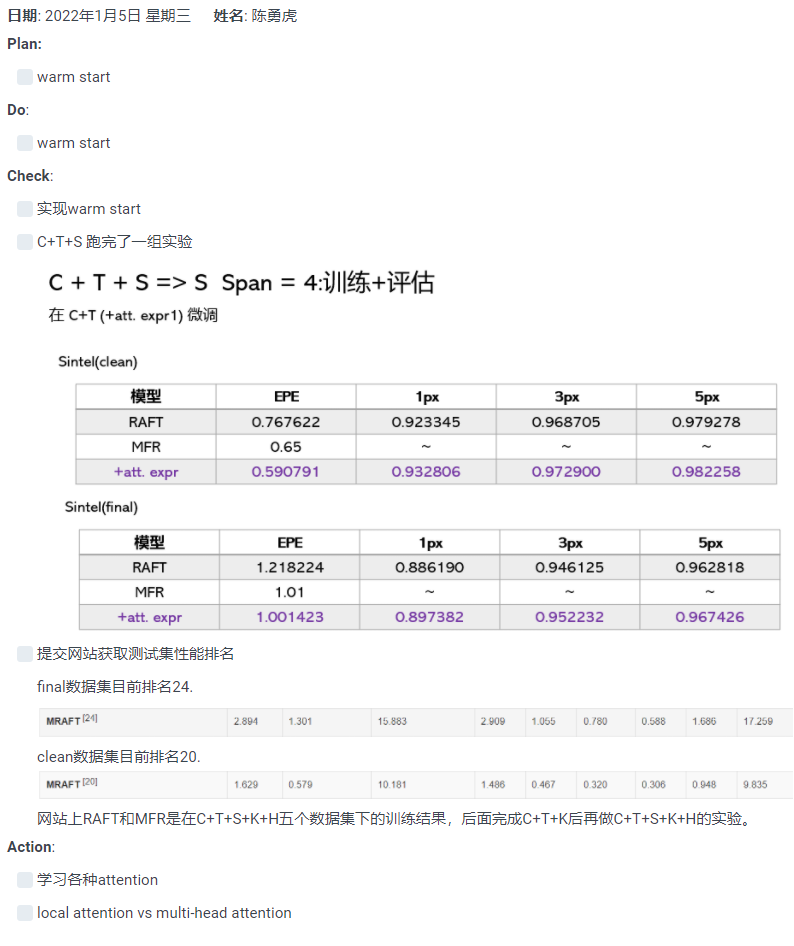 日期: 2022年1月5日 星期三 姓名: 陈勇虎
Plan:
warm start
Do:
warm start
Check:
实现warm start
C+T+S 跑完了一组实验
C + T + S => S Span = 4:训练+评估
在 C+T (+att. expr1) 微调
Sintel(clean)
模型 EPE 1px 3px 5px
RAFT 0.767622 0.923345 0.968705 0.979278
MFR 0.65 ~ ~ ~
+att. expr 0.590791 0.932806 0.972900 0.982258
Sintel(final)
模型 EPE 1px 3px 5px
RAFT 1.218224 0.886190 0.946125 0.962818
MFR 1.01 ~ ~ ~
+att. expr 1.001423 0.897382 0.952232 0.967426
提交网站获取测试集性能排名
final数据集目前排名24.
MRAFT [24] 2.894 1.301 15.883 2.909 1.055 0.780 0.588 1.686 17.259
clean数据集目前排名20.
MRAFT [20] 1.629 0.579 10.181 1.486 0.467 0.320 0.306 0.948 9.835
网站上RAFT和MFR是在C+T+S+K+H五个数据集下的训练结果，后面完成C+T+K后再做C+T+S+K+H的实验。
Action:
学习各种attention
local attention vs multi-head attention